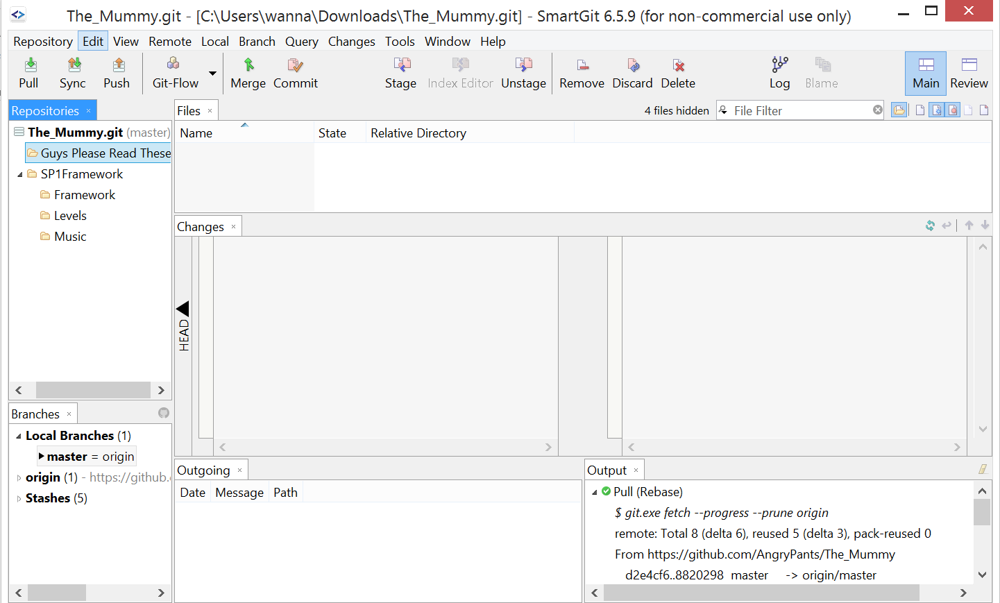 The_Mummy.git - [C:\Users\wanna\Downloads\The_Mummy.git] - SmartGit 6.5.9 (for non-commercial use only)
Repository Edit View Remote Local Branch Query Changes Tools Window Help
Pull Sync Push Git-Flow Merge Commit Stage Index Editor Unstage Remove Discard Delete Log Blame Main Review
Repositories
The_Mummy.git (master)
Guys Please Read These
SP1Framework
Framework
Levels
Music
Files
4 files hidden
File Filter
Name State Relative Directory
Changes
HEAD
Branches
Local Branches (1)
master = origin
origin (1) - https://github.
Stashes (5)
Outgoing
Date Message Path
Output
Pull (Rebase)
$ git.exe fetch --progress --prune origin
remote: Total 8 (delta 6), reused 5 (delta 3), pack-reused 0
From https://github.com/AngryPants/The_Mummy
d2e4cf6..8820298 master -> origin/master